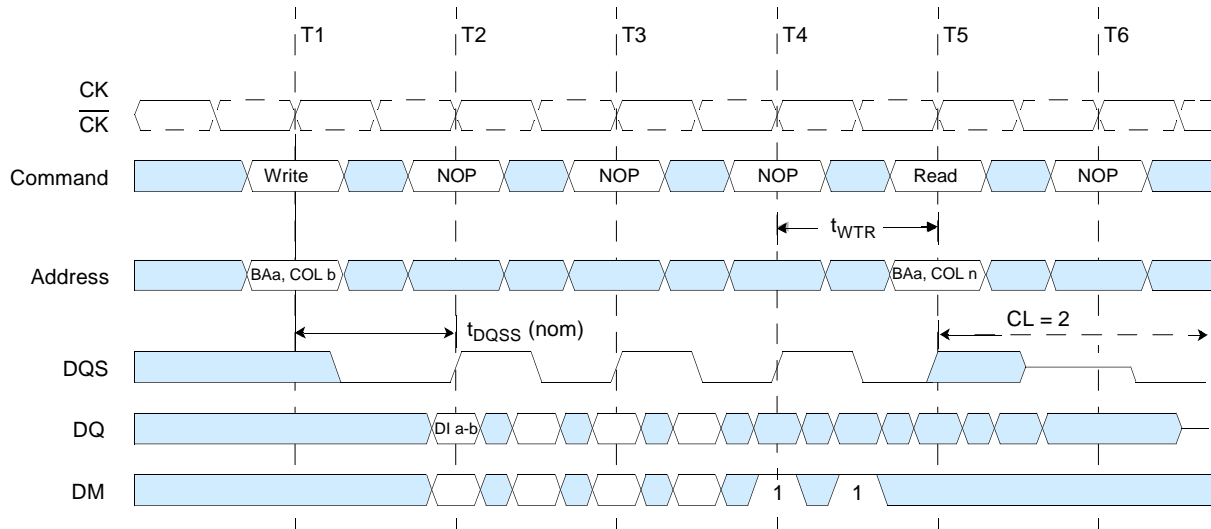 T1 T2 T3 T4 T5 T6
CK
CK
Command Write NOP NOP NOP Read NOP
tWTR
Address BAa, COL b BAa, COL n
tDQSS (nom) CL = 2
DQS
DQ DI a-b
DM 1 1